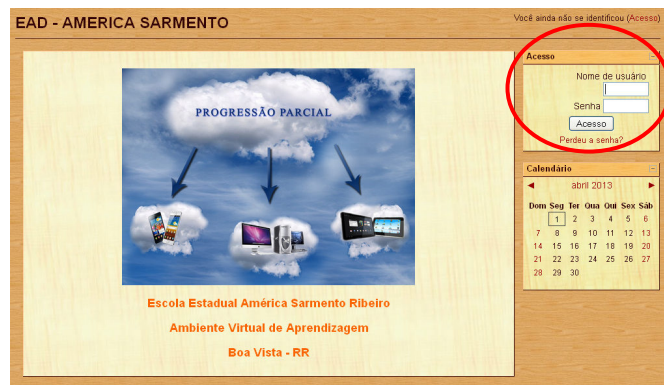 EAD - AMERICA SARMENTO
Você ainda não se identificou (Acesso)
PROGRESSÃO PARCIAL
Escola Estadual América Sarmento Ribeiro
Ambiente Virtual de Aprendizagem
Boa Vista - RR
Acesso
Nome de usuário
Senha
Acesso
Perdeu a senha?
Calendário
◄ abril 2013 ►
Dom Seg Ter Qua Qui Sex Sáb
1 2 3 4 5 6
7 8 9 10 11 12 13
14 15 16 17 18 19 20
21 22 23 24 25 26 27
28 29 30